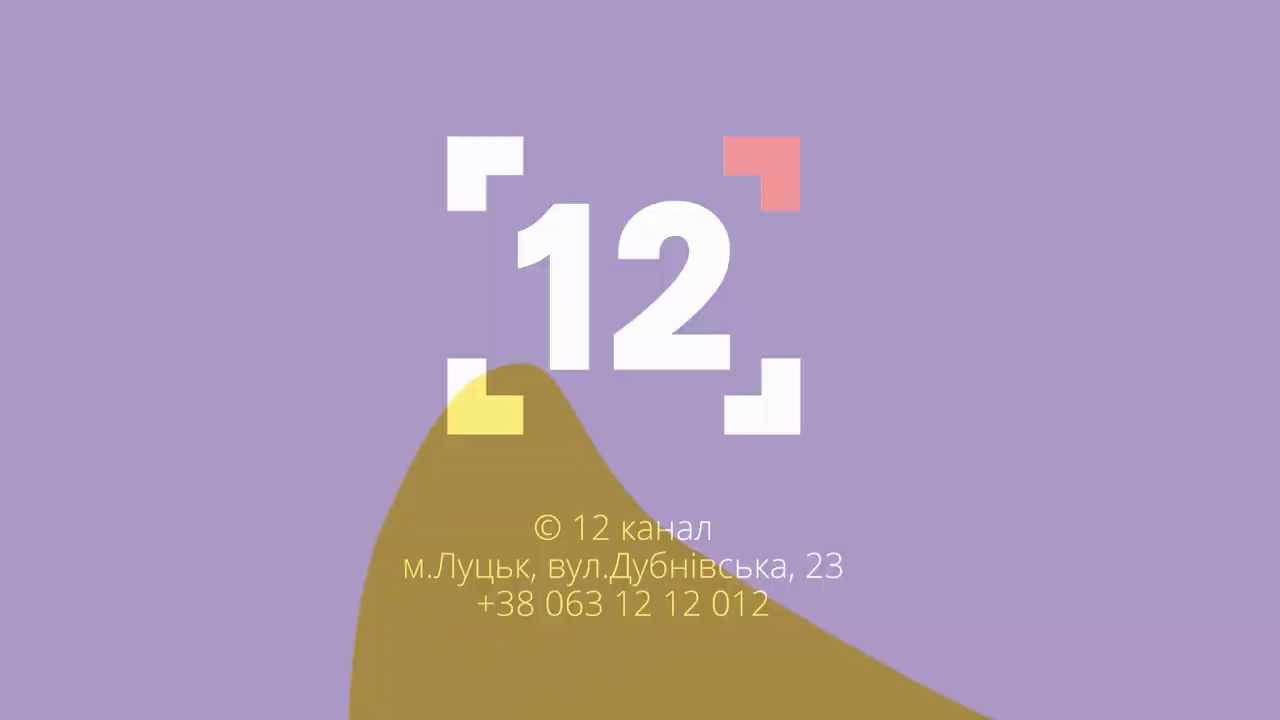 12
© 12 канал
м.Луцьк, вул.Дубнівська, 23
+38 063 12 12 012